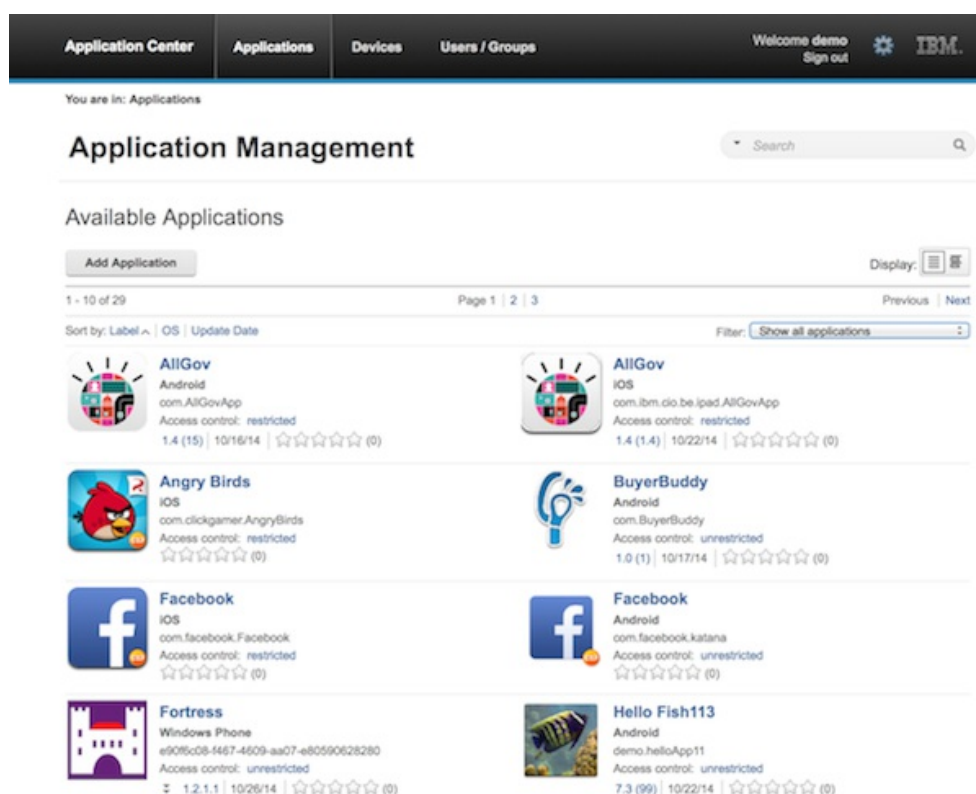 Application Center Applications Devices Users / Groups Welcome demo IBM.
Sign out
You are in: Applications
Application Management Search
Available Applications
Add Application Display:
1 - 10 of 29 Page 1 | 2 | 3 Previous | Next
Sort by: Label | OS | Update Date Filter: Show all applications
AllGov
Android
com.AllGovApp
Access control: restricted
1.4 (15) | 10/16/14 | (0)
AllGov
iOS
com.ibm.cio.be.ipad.AllGovApp
Access control: restricted
1.4 (1.4) | 10/22/14 | (0)
Angry Birds
iOS
com.clickgamer.AngryBirds
Access control: restricted
(0)
BuyerBuddy
Android
com.BuyerBuddy
Access control: unrestricted
1.0 (1) | 10/17/14 | (0)
Facebook
iOS
com.facebook.Facebook
Access control: restricted
(0)
Facebook
Android
com.facebook.katana
Access control: unrestricted
(0)
Fortress
Windows Phone
e90f6c08-f467-4609-aa07-e80590628280
Access control: unrestricted
1.2.1.1 | 10/26/14 | (0)
Hello Fish113
Android
demo.helloApp11
Access control: unrestricted
7.3 (99) | 10/22/14 | (0)